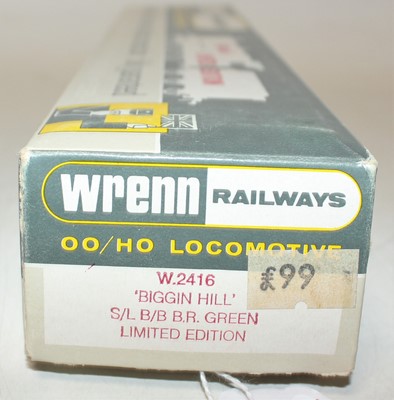 wrenn RAILWAYS
OO/HO LOCOMOTIVE
W.2416
£99
'BIGGIN HILL'
S/L B/B B.R. GREEN
LIMITED EDITION